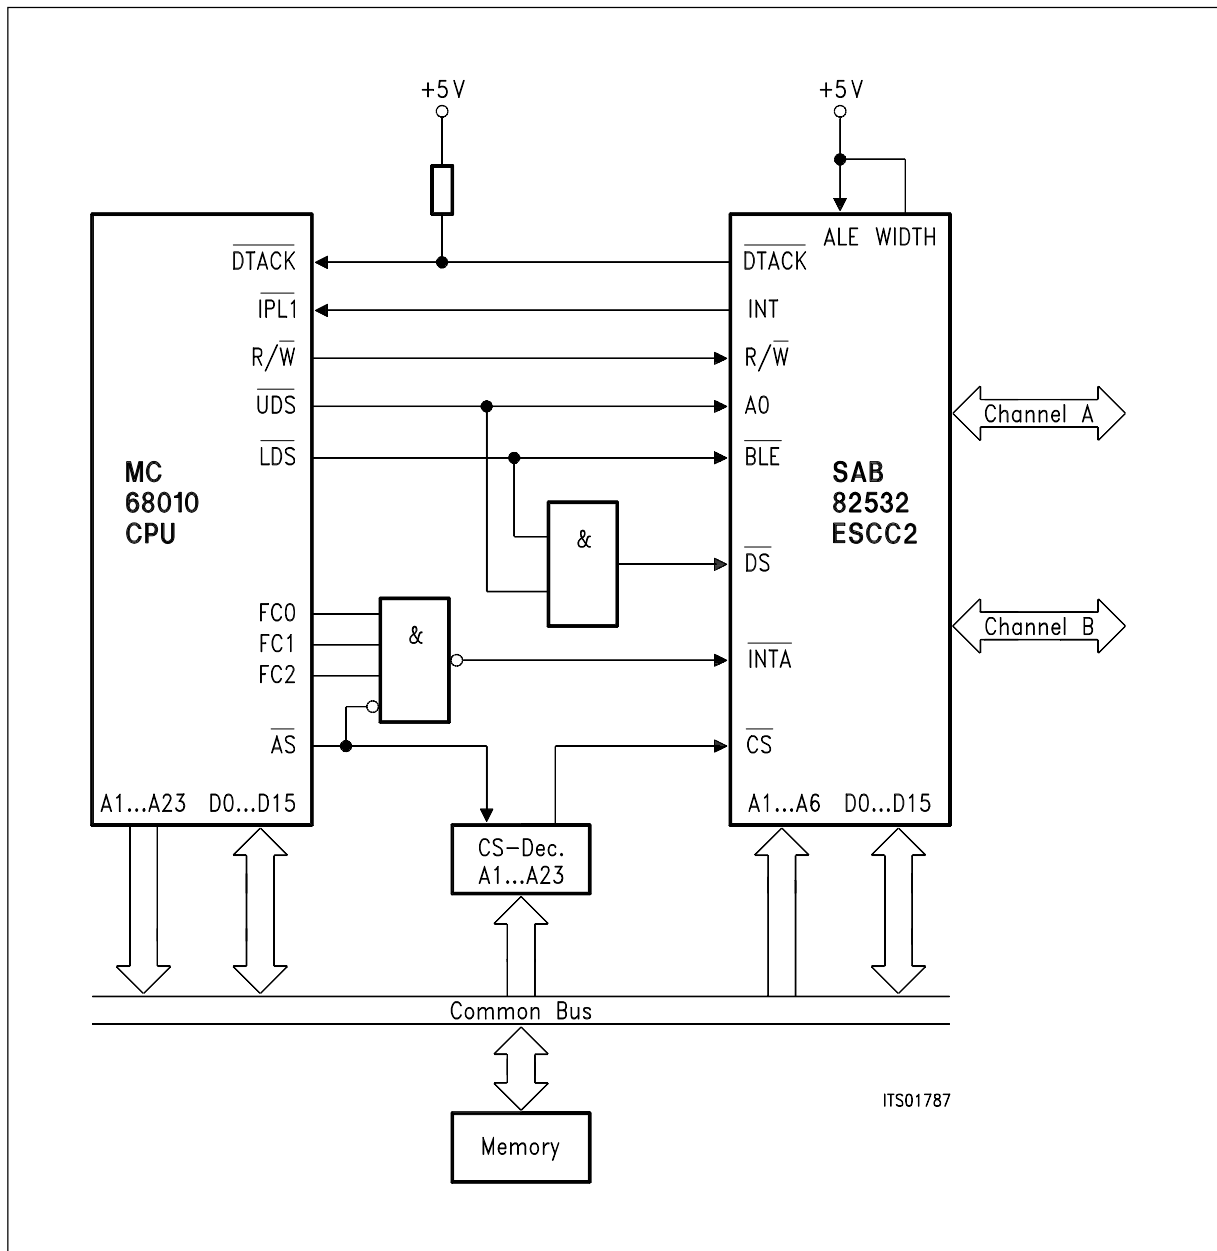 +5V
+5V
ALE WIDTH
DTACK
DTACK
IPL1
INT
R/W
R/W
UDS
A0
LDS
BLE
MC
68010
CPU
SAB
82532
ESCC2
Channel A
&
DS
FC0
FC1
FC2
&
INTA
Channel B
AS
CS
A1...A23 D0...D15
A1...A6 D0...D15
CS-Dec.
A1...A23
Common Bus
Memory
ITS01787